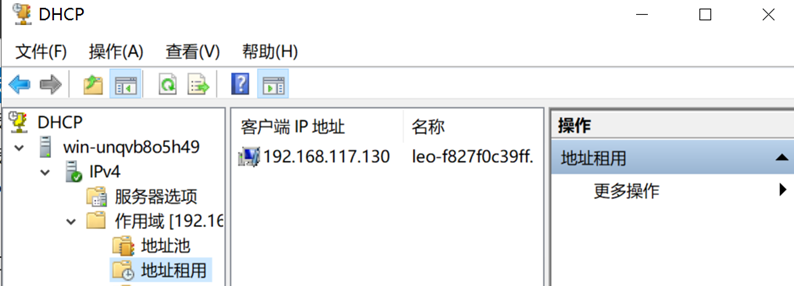 DHCP
文件(F) 操作(A) 查看(V) 帮助(H)
DHCP
win-unqvb8o5h49
IPv4
服务器选项
作用域 [192.16
地址池
地址租用
客户端 IP 地址 名称
192.168.117.130 leo-f827f0c39ff.
操作
地址租用
更多操作